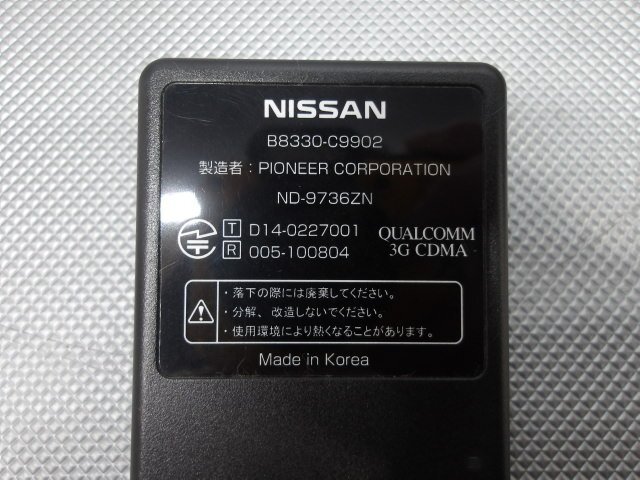 NISSAN
B8330-C9902
製造者：PIONEER CORPORATION
ND-9736ZN
T D14-0227001
R 005-100804
QUALCOMM
3G CDMA
・落下の際には廃棄してください。
・分解、改造しないでください。
・使用環境により熱くなることがあります。
Made in Korea